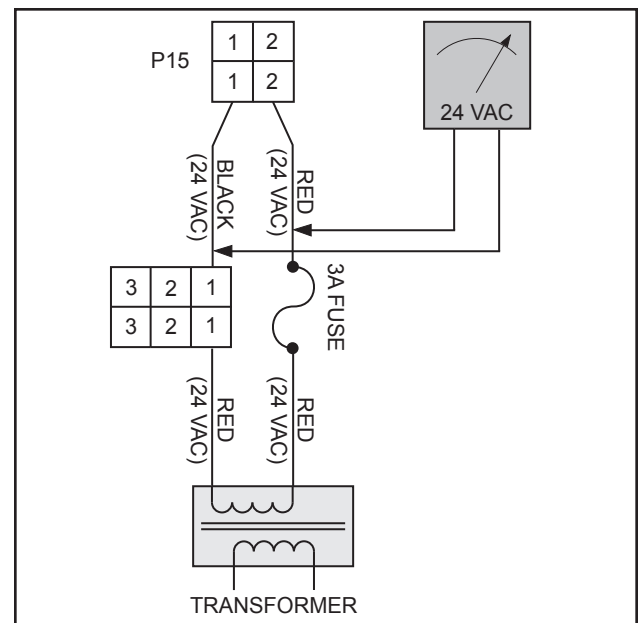 P15
1 2
1 2
24 VAC
BLACK
(24 VAC)
RED
(24 VAC)
3 2 1
3 2 1
3A FUSE
RED
(24 VAC)
RED
(24 VAC)
TRANSFORMER